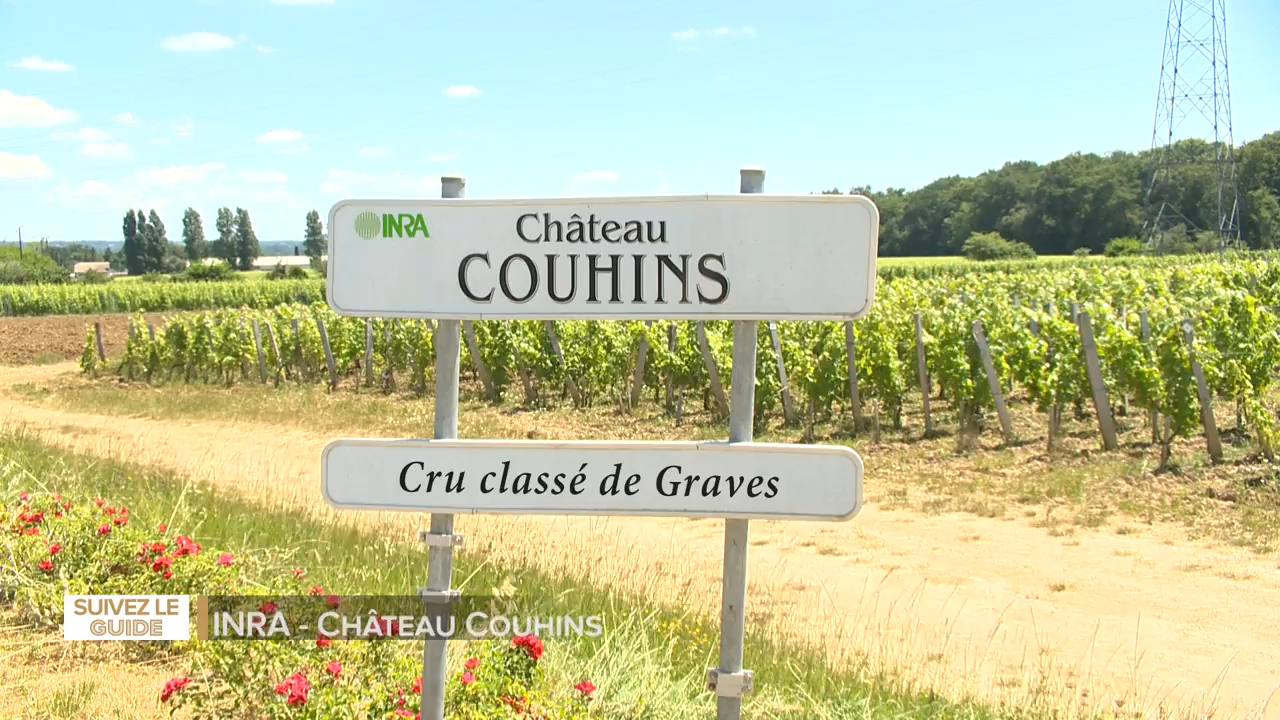 INRA
Château
COUHINS
Cru classé de Graves
SUIVEZ LE
GUIDE
INRA - CHÂTEAU COUHINS